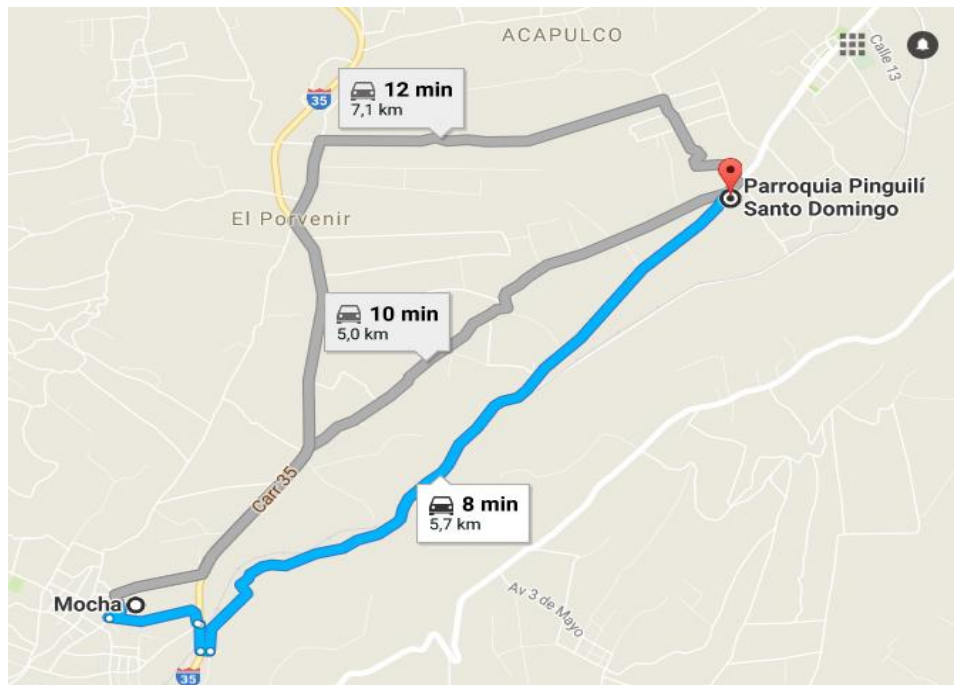 ACAPULCO
Calle 13
35
12 min
7,1 km
Parroquia Pinguilí
Santo Domingo
El Porvenir
10 min
5,0 km
Carr 35
8 min
5,7 km
Mocha
Av 3 de Mayo
35